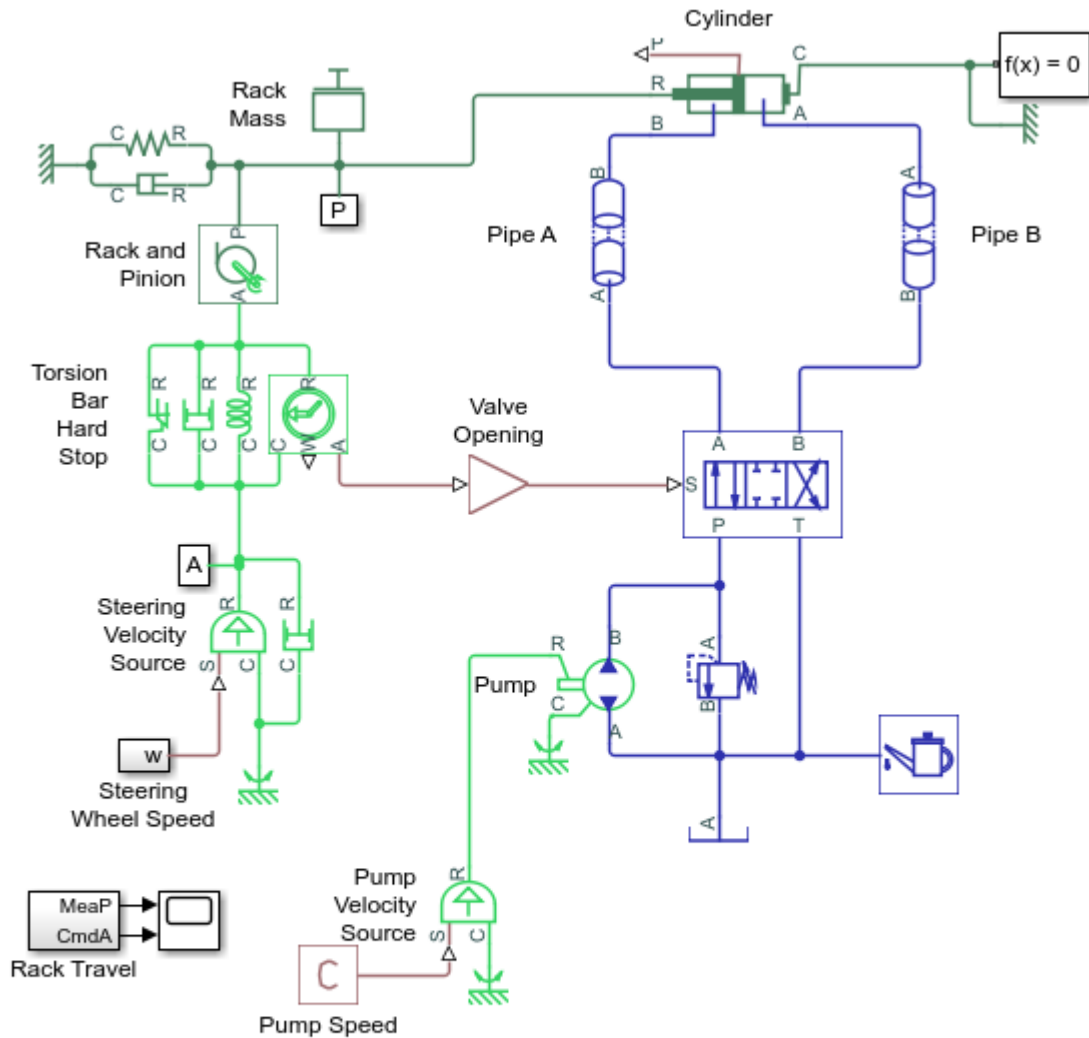 Cylinder
P
C
f(x) = 0
Rack
Mass
R
B
A
C R
C R
P
B
A
Pipe A
Pipe B
A
B
Rack and
Pinion
P
A
Torsion
Bar
Hard
Stop
R
R
R
R
C
C
C
C
W
A
Valve
Opening
A
B
S
P
T
A
Steering
Velocity
Source
R
S
C
R
C
w
Steering
Wheel Speed
R
C
Pump
B
A
A
B
A
MeaP
CmdA
Rack Travel
Pump
Velocity
Source
R
S
C
C
Pump Speed